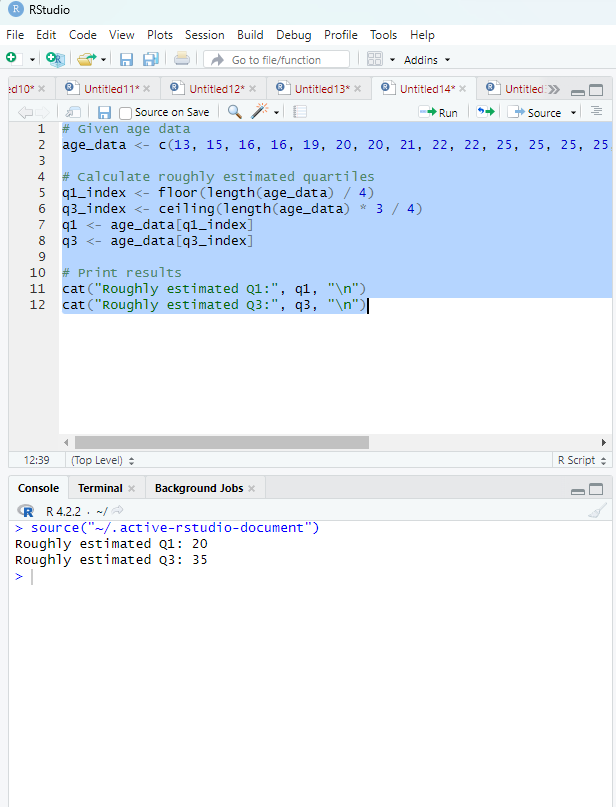 RStudio
File Edit Code View Plots Session Build Debug Profile Tools Help
Go to file/function Addins
ed10* Untitled11* Untitled12* Untitled13* Untitled14* Untitled
Source on Save Run Source
1 # Given age data
2 age_data <- c(13, 15, 16, 16, 19, 20, 20, 21, 22, 22, 25, 25, 25, 25
3
4 # Calculate roughly estimated quartiles
5 q1_index <- floor(length(age_data) / 4)
6 q3_index <- ceiling(length(age_data) * 3 / 4)
7 q1 <- age_data[q1_index]
8 q3 <- age_data[q3_index]
9
10 # Print results
11 cat("Roughly estimated Q1:", q1, "\n")
12 cat("Roughly estimated Q3:", q3, "\n")
12:39 (Top Level) R Script
Console Terminal Background Jobs
R 4.2.2 · ~/
> source("~/.active-rstudio-document")
Roughly estimated Q1: 20
Roughly estimated Q3: 35
>